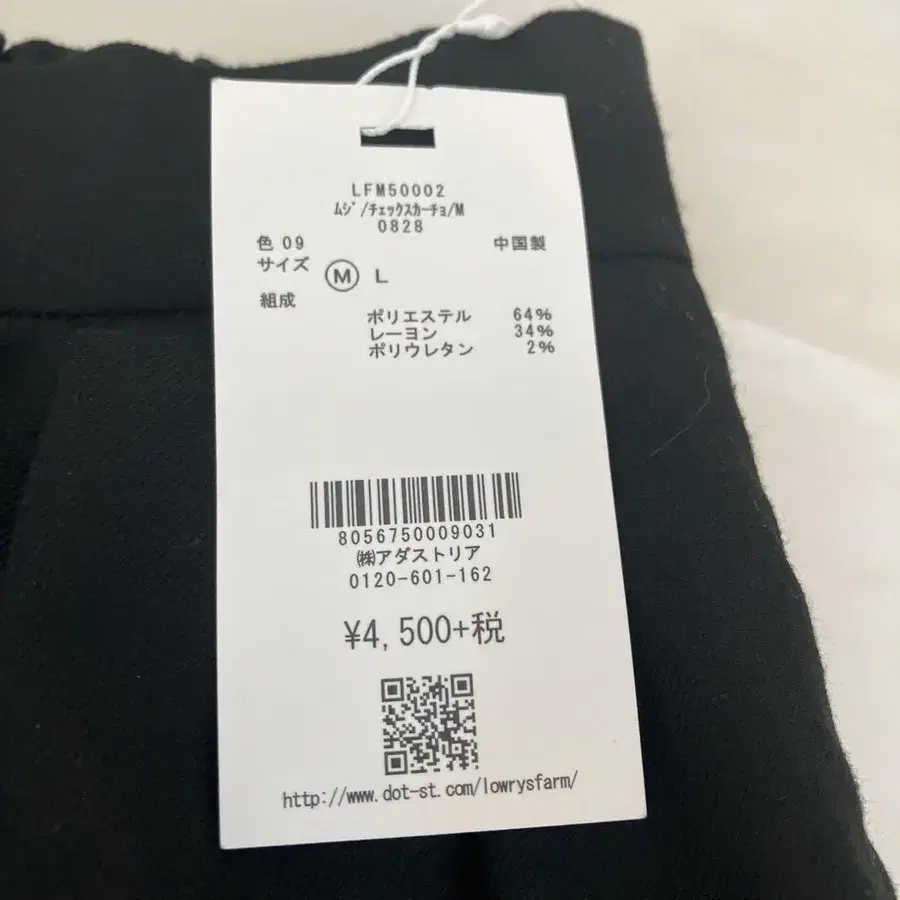 LFM50002
ﾑｼﾞ/ﾁｪｯｸｽｶｰﾁｮ/M
0828
色 09 中国製
サイズ Ⓜ L
組成
ポリエステル 64%
レーヨン 34%
ポリウレタン 2%
8056750009031
㈱アダストリア
0120-601-162
¥4,500+税
http://www.dot-st.com/lowrysfarm/